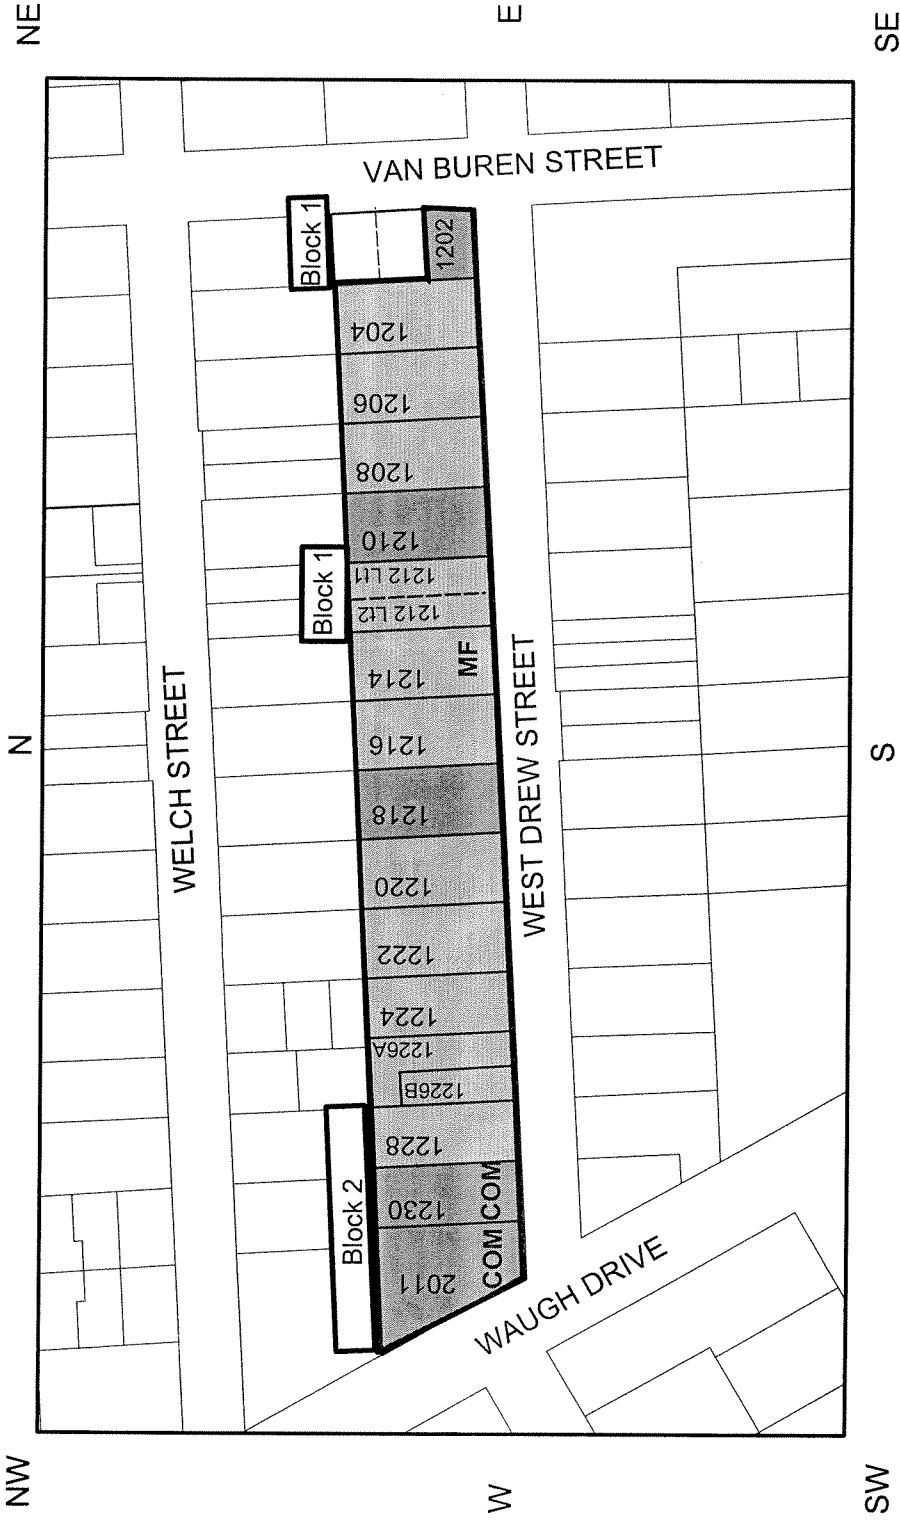 NW
N
NE
W
E
SW
S
SE
WELCH STREET
VAN BUREN STREET
WEST DREW STREET
WAUGH DRIVE
Block 2
Block 1
Block 1
2011
COM
1230
COM
1228
1226B
1226A
1224
1222
1220
1218
1216
1214
MF
1212 Lt2
1212 Lt1
1210
1208
1206
1204
1202